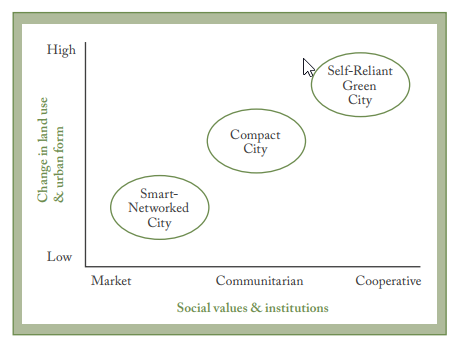 High
Change in land use
& urban form
Self-Reliant
Green
City
Compact
City
Smart-
Networked
City
Low
Market
Communitarian
Cooperative
Social values & institutions